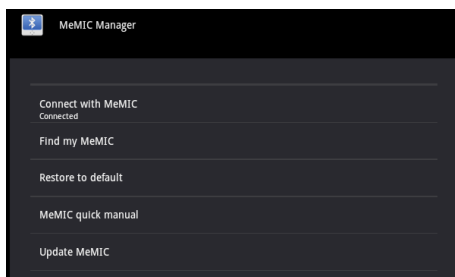 MeMIC Manager
Connect with MeMIC
Connected
Find my MeMIC
Restore to default
MeMIC quick manual
Update MeMIC